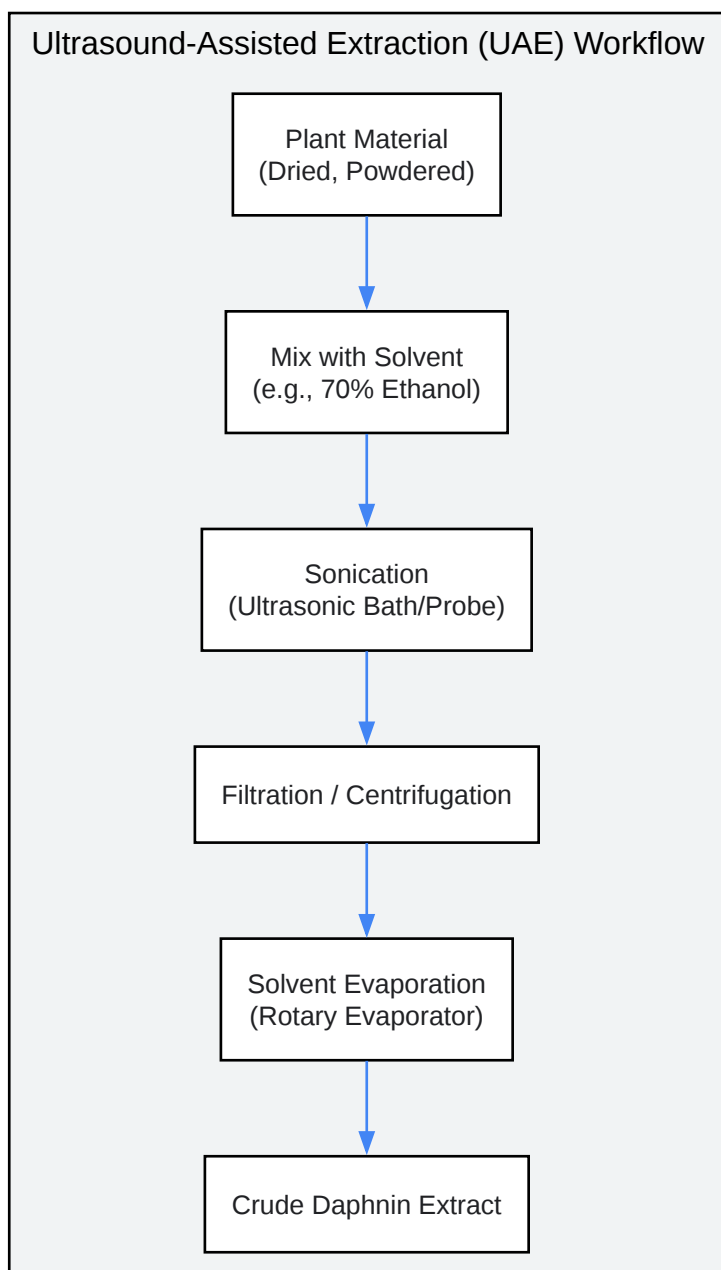 Ultrasound-Assisted Extraction (UAE) Workflow
Plant Material
(Dried, Powdered)
Mix with Solvent
(e.g., 70% Ethanol)
Sonication
(Ultrasonic Bath/Probe)
Filtration / Centrifugation
Solvent Evaporation
(Rotary Evaporator)
Crude Daphnin Extract